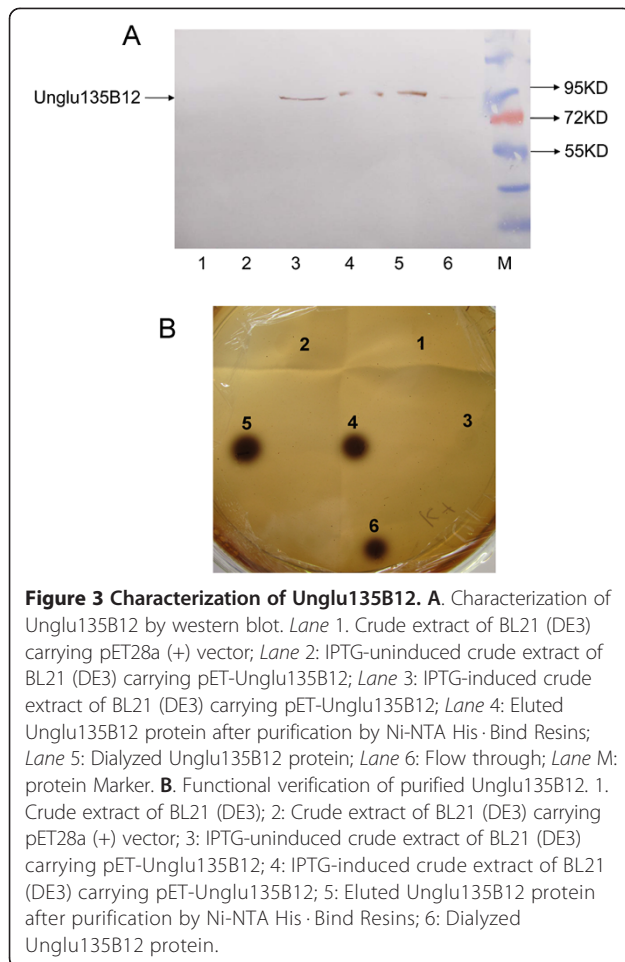 A
Unglu135B12
95KD
72KD
55KD
1 2 3 4 5 6 M
B
2 1
5 4 3
6
Figure 3 Characterization of Unglu135B12. A. Characterization of
Unglu135B12 by western blot. Lane 1. Crude extract of BL21 (DE3)
carrying pET28a (+) vector; Lane 2: IPTG-uninduced crude extract of
BL21 (DE3) carrying pET-Unglu135B12; Lane 3: IPTG-induced crude
extract of BL21 (DE3) carrying pET-Unglu135B12; Lane 4: Eluted
Unglu135B12 protein after purification by Ni-NTA His · Bind Resins;
Lane 5: Dialyzed Unglu135B12 protein; Lane 6: Flow through; Lane M:
protein Marker. B. Functional verification of purified Unglu135B12. 1.
Crude extract of BL21 (DE3); 2: Crude extract of BL21 (DE3) carrying
pET28a (+) vector; 3: IPTG-uninduced crude extract of BL21 (DE3)
carrying pET-Unglu135B12; 4: IPTG-induced crude extract of BL21
(DE3) carrying pET-Unglu135B12; 5: Eluted Unglu135B12 protein
after purification by Ni-NTA His · Bind Resins; 6: Dialyzed
Unglu135B12 protein.